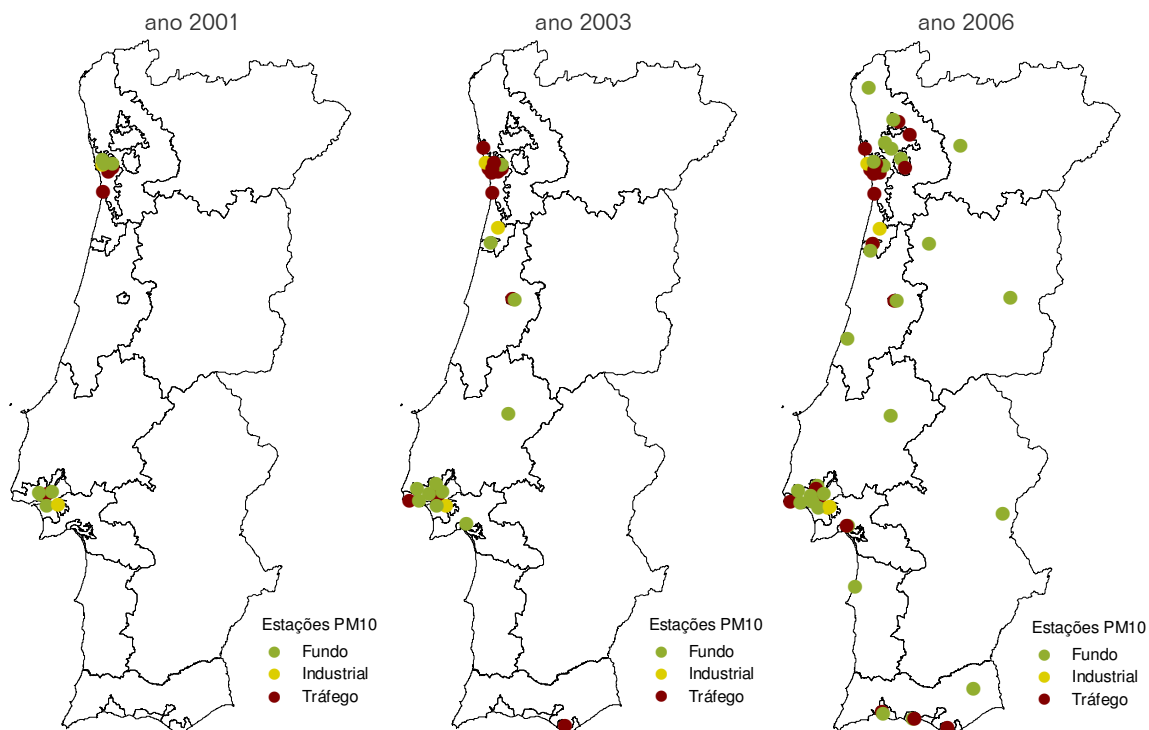 ano 2001
ano 2003
ano 2006
Estações PM10
Fundo
Industrial
Tráfego
Estações PM10
Fundo
Industrial
Tráfego
Estações PM10
Fundo
Industrial
Tráfego